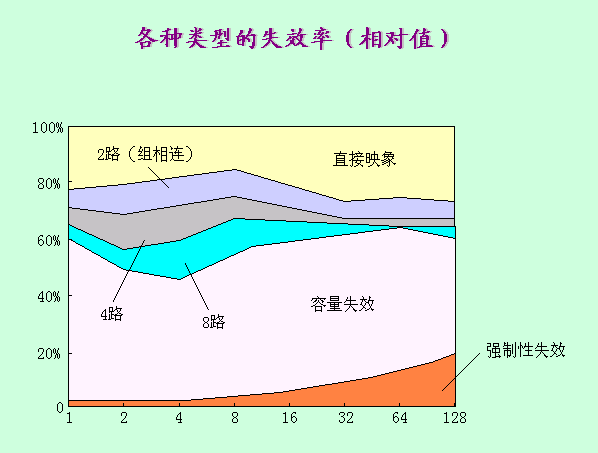 各种类型的失效率（相对值）
100%
2路（组相连）
直接映象
80%
60%
40%
容量失效
4路
8路
20%
强制性失效
0
1 2 4 8 16 32 64 128